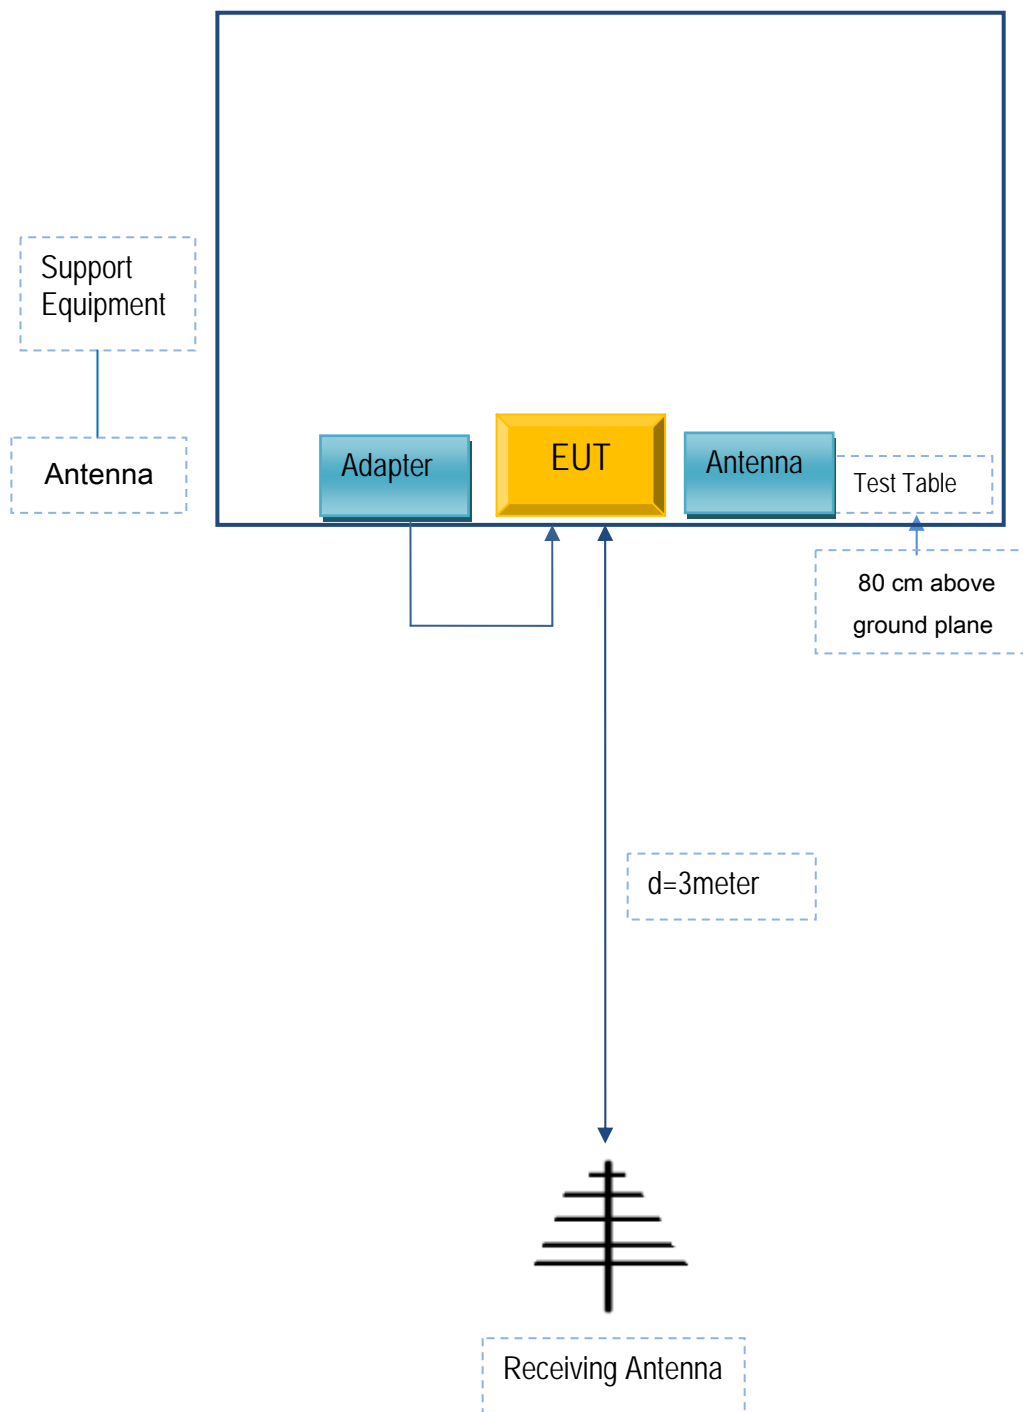 Support
Equipment
Antenna
Adapter
EUT
Antenna
Test Table
80 cm above
ground plane
d=3meter
Receiving Antenna